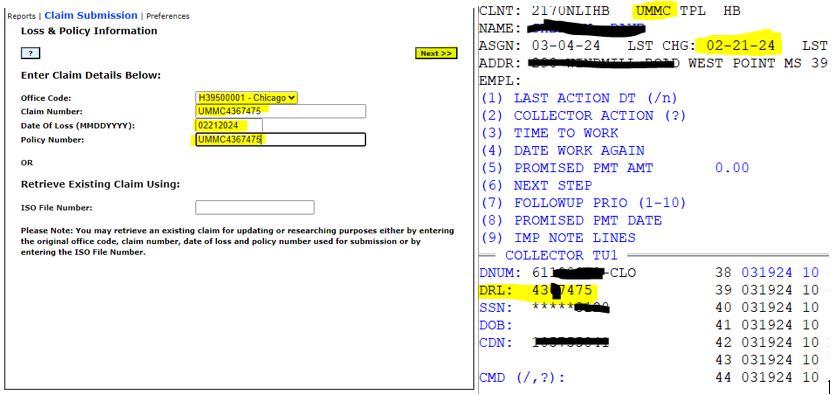 Reports | Claim Submission | Preferences
Loss & Policy Information
?
Next >>
Enter Claim Details Below:
Office Code: H39500001 - Chicago
Claim Number: UMMC4367475
Date Of Loss (MMDDYYYY): 02212024
Policy Number: UMMC4367475
OR
Retrieve Existing Claim Using:
ISO File Number:
Please Note: You may retrieve an existing claim for updating or researching purposes either by entering
the original office code, claim number, date of loss and policy number used for submission or by
entering the ISO File Number.
CLNT: 2170NLIHB UMMC TPL HB
NAME:
ASGN: 03-04-24 LST CHG: 02-21-24 LST
ADDR: WEST POINT MS 39
EMPL:
(1) LAST ACTION DT (/n)
(2) COLLECTOR ACTION (?)
(3) TIME TO WORK
(4) DATE WORK AGAIN
(5) PROMISED PMT AMT 0.00
(6) NEXT STEP
(7) FOLLOWUP PRIO (1-10)
(8) PROMISED PMT DATE
(9) IMP NOTE LINES
COLLECTOR TU1
DNUM: -CLO 38 031924 10
DRL: 7475 39 031924 10
SSN: 40 031924 10
DOB: 41 031924 10
CDN: 42 031924 10
43 031924 10
CMD (/,?): 44 031924 10